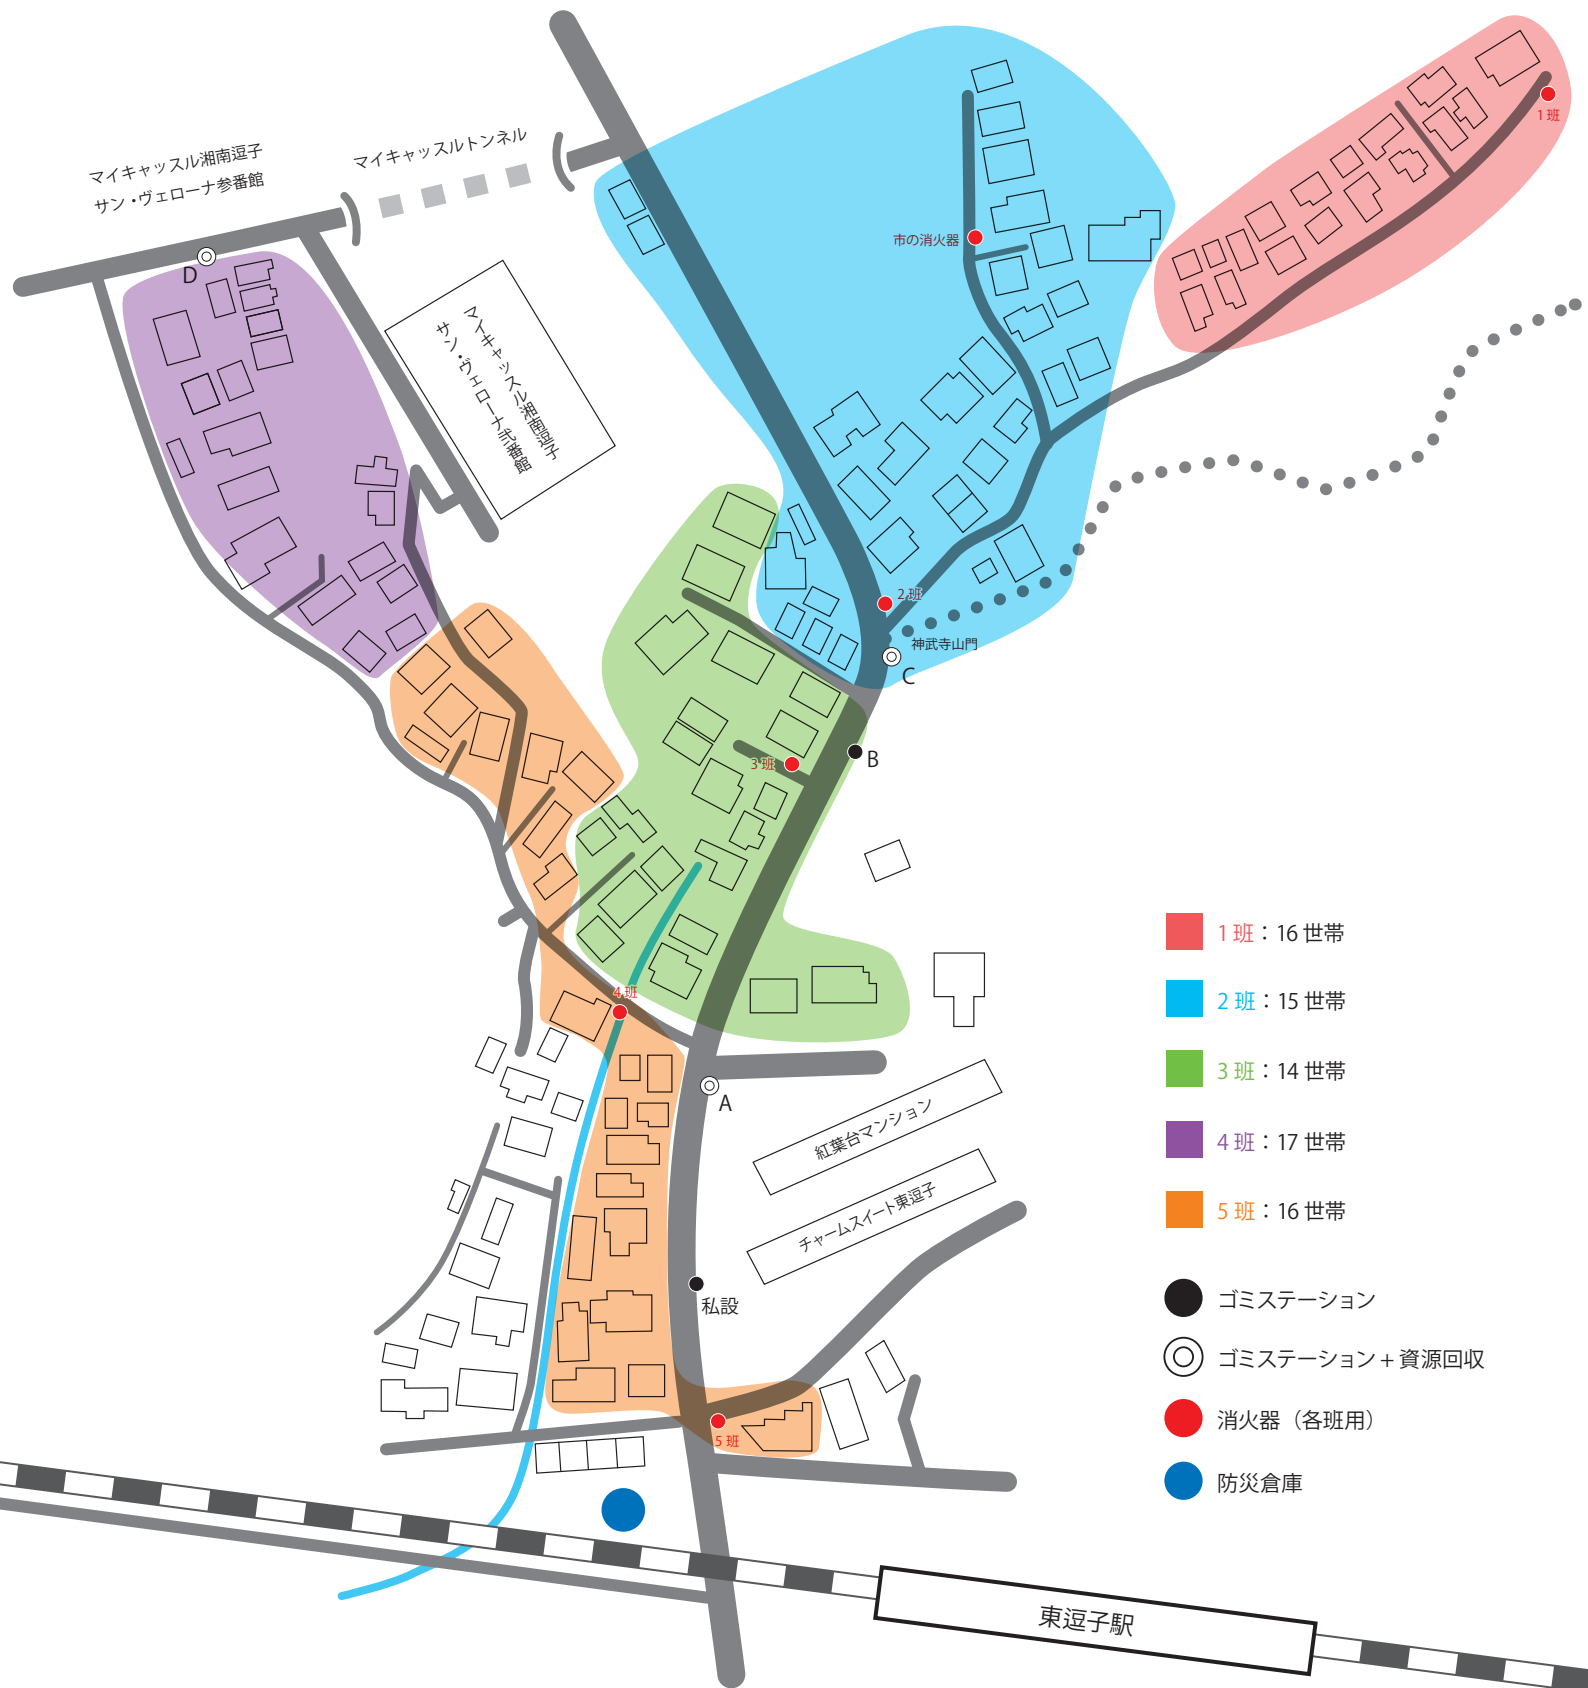 マイキャッスル湘南逗子
サン・ヴェローナ参番館
マイキャッスルトンネル
D
マイキャッスル湘南逗子
サン・ヴェローナ弐番館
市の消火器
1班
2班
神武寺山門
C
B
3班
4班
A
紅葉台マンション
チャームスイート東逗子
私設
5班
東逗子駅
1班：16世帯
2班：15世帯
3班：14世帯
4班：17世帯
5班：16世帯
ゴミステーション
ゴミステーション＋資源回収
消火器（各班用）
防災倉庫